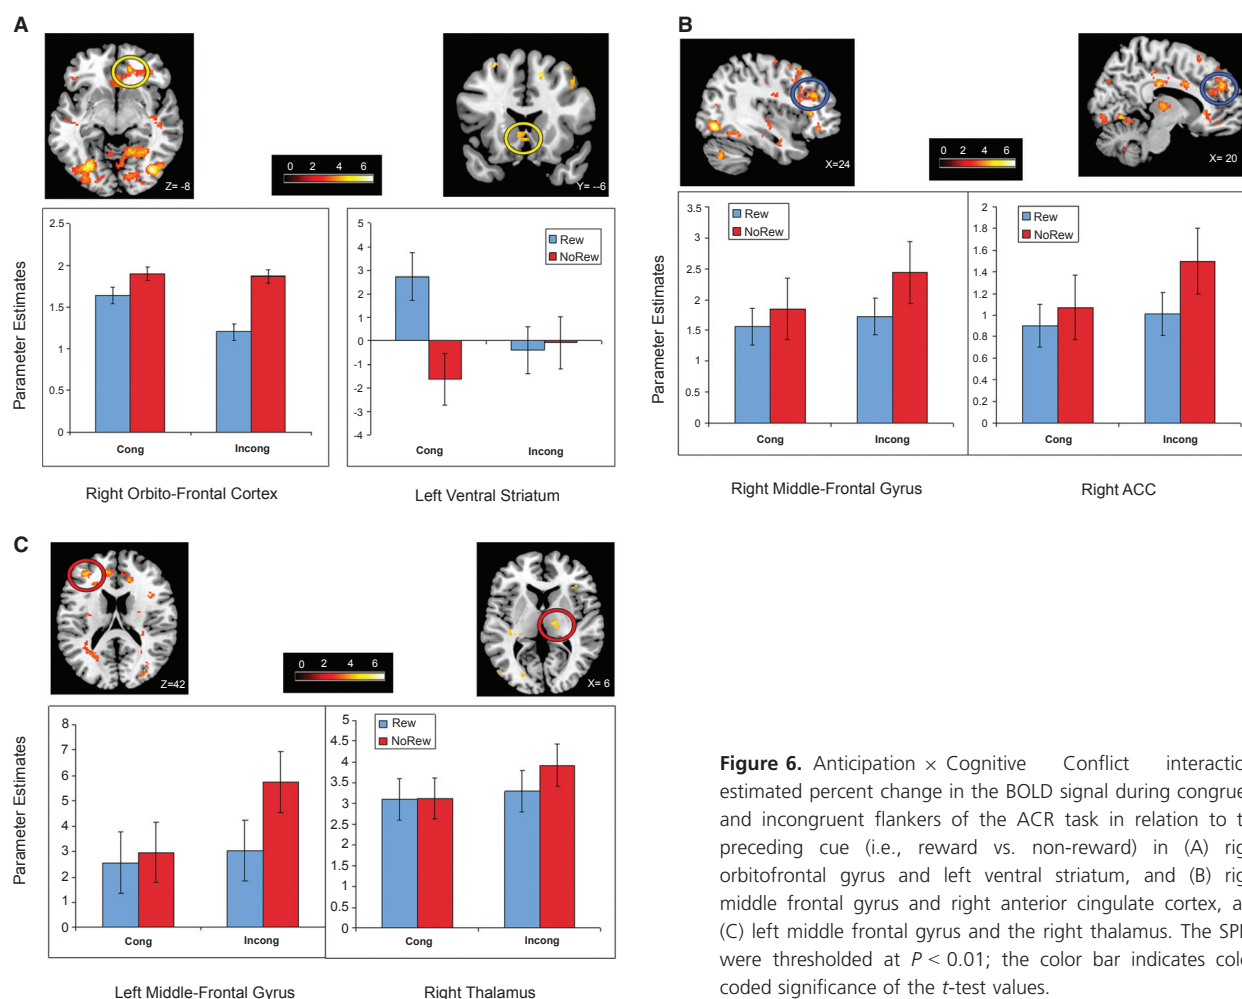 A
Z= -8
0 2 4 6
Y= --6
2.5
2
1.5
1
0.5
0
Parameter Estimates
Cong
Incong
Right Orbito-Frontal Cortex
5
4
3
2
1
0
-1
-2
-3
-4
Rew
NoRew
Cong
Incong
Left Ventral Striatum
B
X=24
0 2 4 6
X= 20
3.5
3
2.5
2
1.5
1
0.5
0
Parameter Estimates
Rew
NoRew
Cong
Incong
Right Middle-Frontal Gyrus
2
1.8
1.6
1.4
1.2
1
0.8
0.6
0.4
0.2
0
Rew
NoRew
Cong
Incong
Right ACC
C
Z=42
0 2 4 6
X= 6
8
7
6
5
4
3
2
1
0
Parameter Estimates
Cong
Incong
Left Middle-Frontal Gyrus
5
4.5
4
3.5
3
2.5
2
1.5
1
0.5
0
Rew
NoRew
Cong
Incong
Right Thalamus
Figure 6. Anticipation × Cognitive Conflict interactio
estimated percent change in the BOLD signal during congrue
and incongruent flankers of the ACR task in relation to t
preceding cue (i.e., reward vs. non-reward) in (A) rig
orbitofrontal gyrus and left ventral striatum, and (B) rig
middle frontal gyrus and right anterior cingulate cortex, a
(C) left middle frontal gyrus and the right thalamus. The SP
were thresholded at P < 0.01; the color bar indicates colo
coded significance of the t-test values.